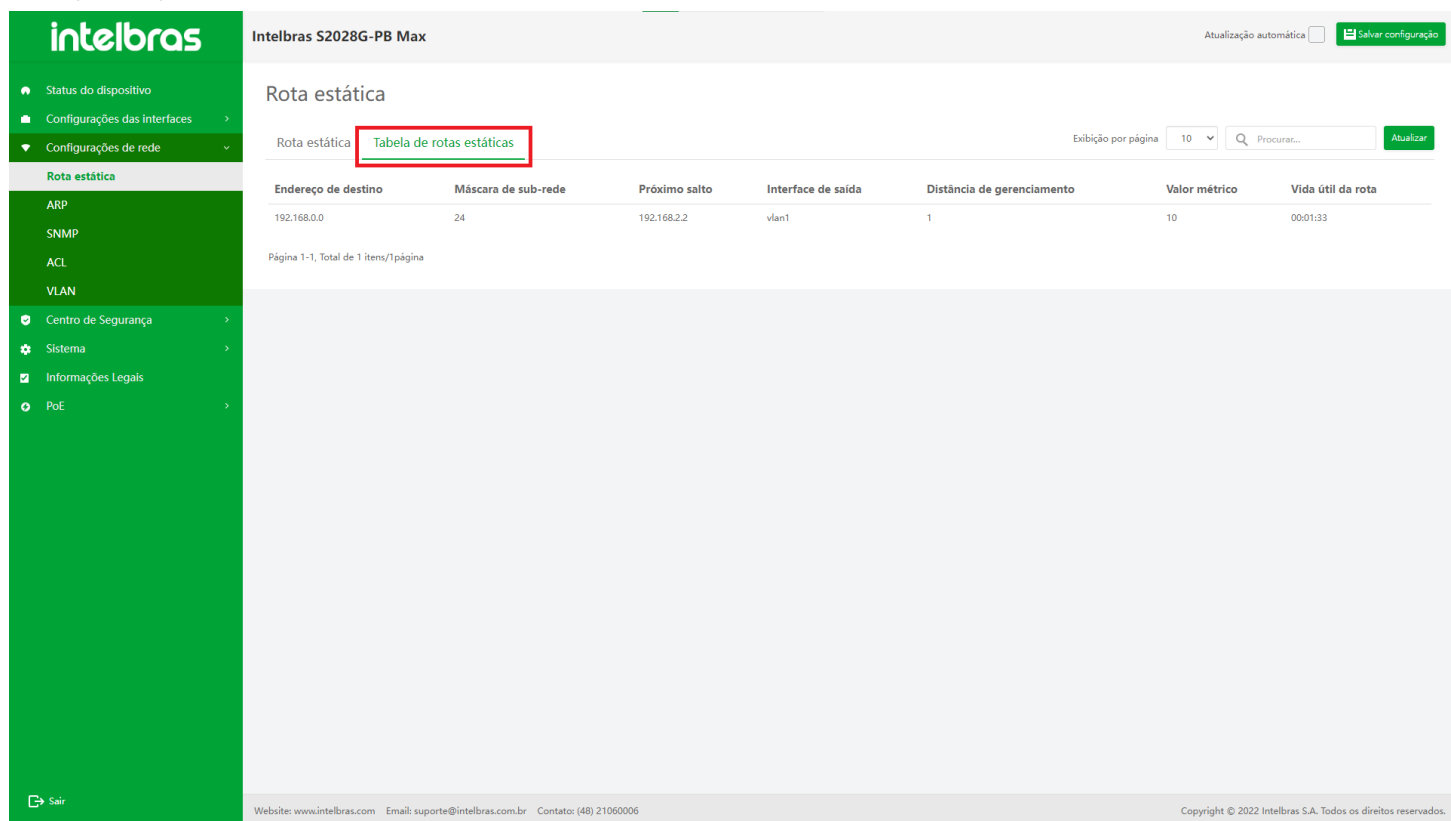 intelbras
Intelbras S2028G-PB Max
Atualização automática
Salvar configuração
Status do dispositivo
Configurações das interfaces
Configurações de rede
Rota estática
ARP
SNMP
ACL
VLAN
Centro de Segurança
Sistema
Informações Legais
PoE
Sair
Rota estática
Rota estática Tabela de rotas estáticas Exibição por página 10 Procurar... Atualizar
Endereço de destino Máscara de sub-rede Próximo salto Interface de saída Distância de gerenciamento Valor métrico Vida útil da rota
192.168.0.0 24 192.168.2.2 vlan1 1 10 00:01:33
Página 1-1, Total de 1 itens/1página
Website: www.intelbras.com Email: suporte@intelbras.com.br Contato: (48) 21060006 Copyright © 2022 Intelbras S.A. Todos os direitos reservados.